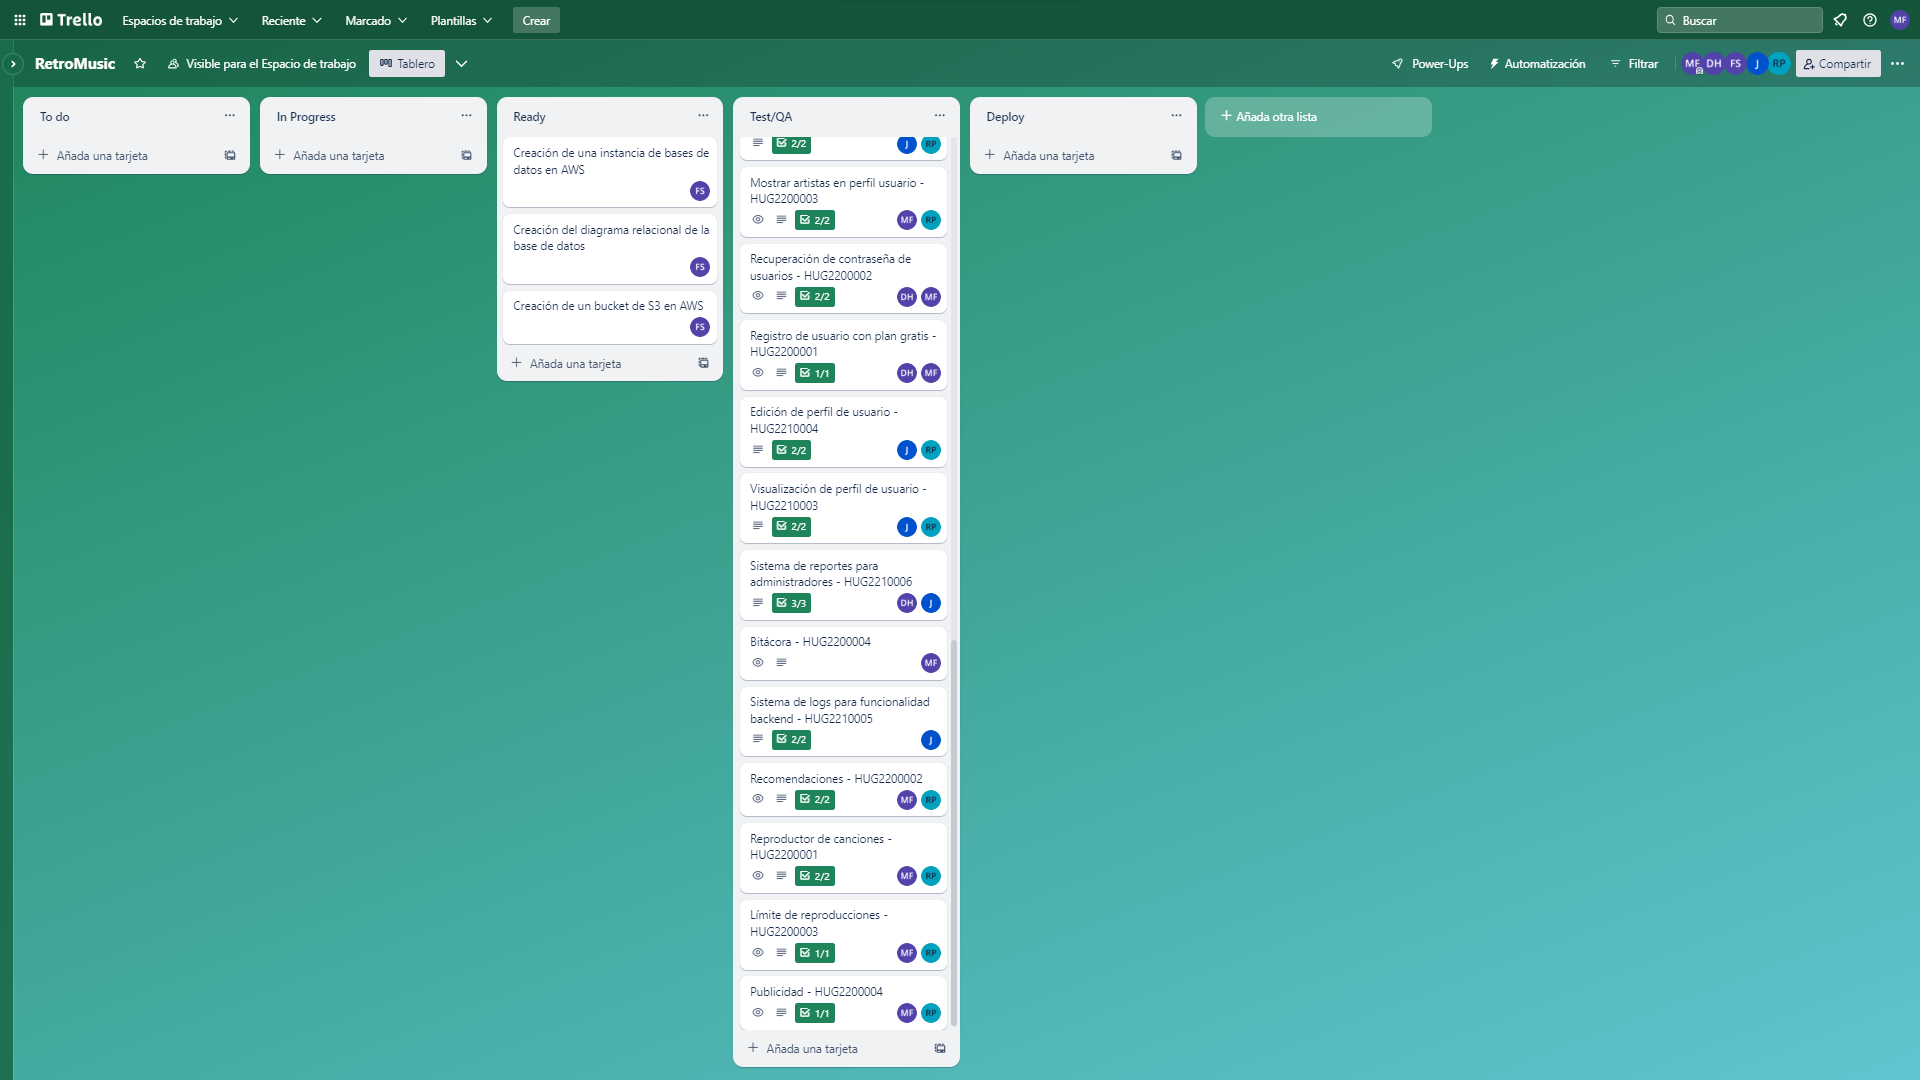 Trello
Espacios de trabajo
Reciente
Marcado
Plantillas
Crear
Buscar
MF
RetroMusic
Visible para el Espacio de trabajo
Tablero
Power-Ups
Automatización
Filtrar
MF
DH
FS
J
RP
Compartir
To do
Añada una tarjeta
In Progress
Añada una tarjeta
Ready
Creación de una instancia de bases de
datos en AWS
FS
Creación del diagrama relacional de la
base de datos
FS
Creación de un bucket de S3 en AWS
FS
Añada una tarjeta
Test/QA
2/2
J
RP
Mostrar artistas en perfil usuario -
HUG2200003
2/2
MF
RP
Recuperación de contraseña de
usuarios - HUG2200002
2/2
DH
MF
Registro de usuario con plan gratis -
HUG2200001
1/1
DH
MF
Edición de perfil de usuario -
HUG2210004
2/2
J
RP
Visualización de perfil de usuario -
HUG2210003
2/2
J
RP
Sistema de reportes para
administradores - HUG2210006
3/3
DH
J
Bitácora - HUG2200004
MF
Sistema de logs para funcionalidad
backend - HUG2210005
2/2
J
Recomendaciones - HUG2200002
2/2
MF
RP
Reproductor de canciones -
HUG2200001
2/2
MF
RP
Límite de reproducciones -
HUG2200003
1/1
MF
RP
Publicidad - HUG2200004
1/1
MF
RP
Añada una tarjeta
Deploy
Añada una tarjeta
Añada otra lista